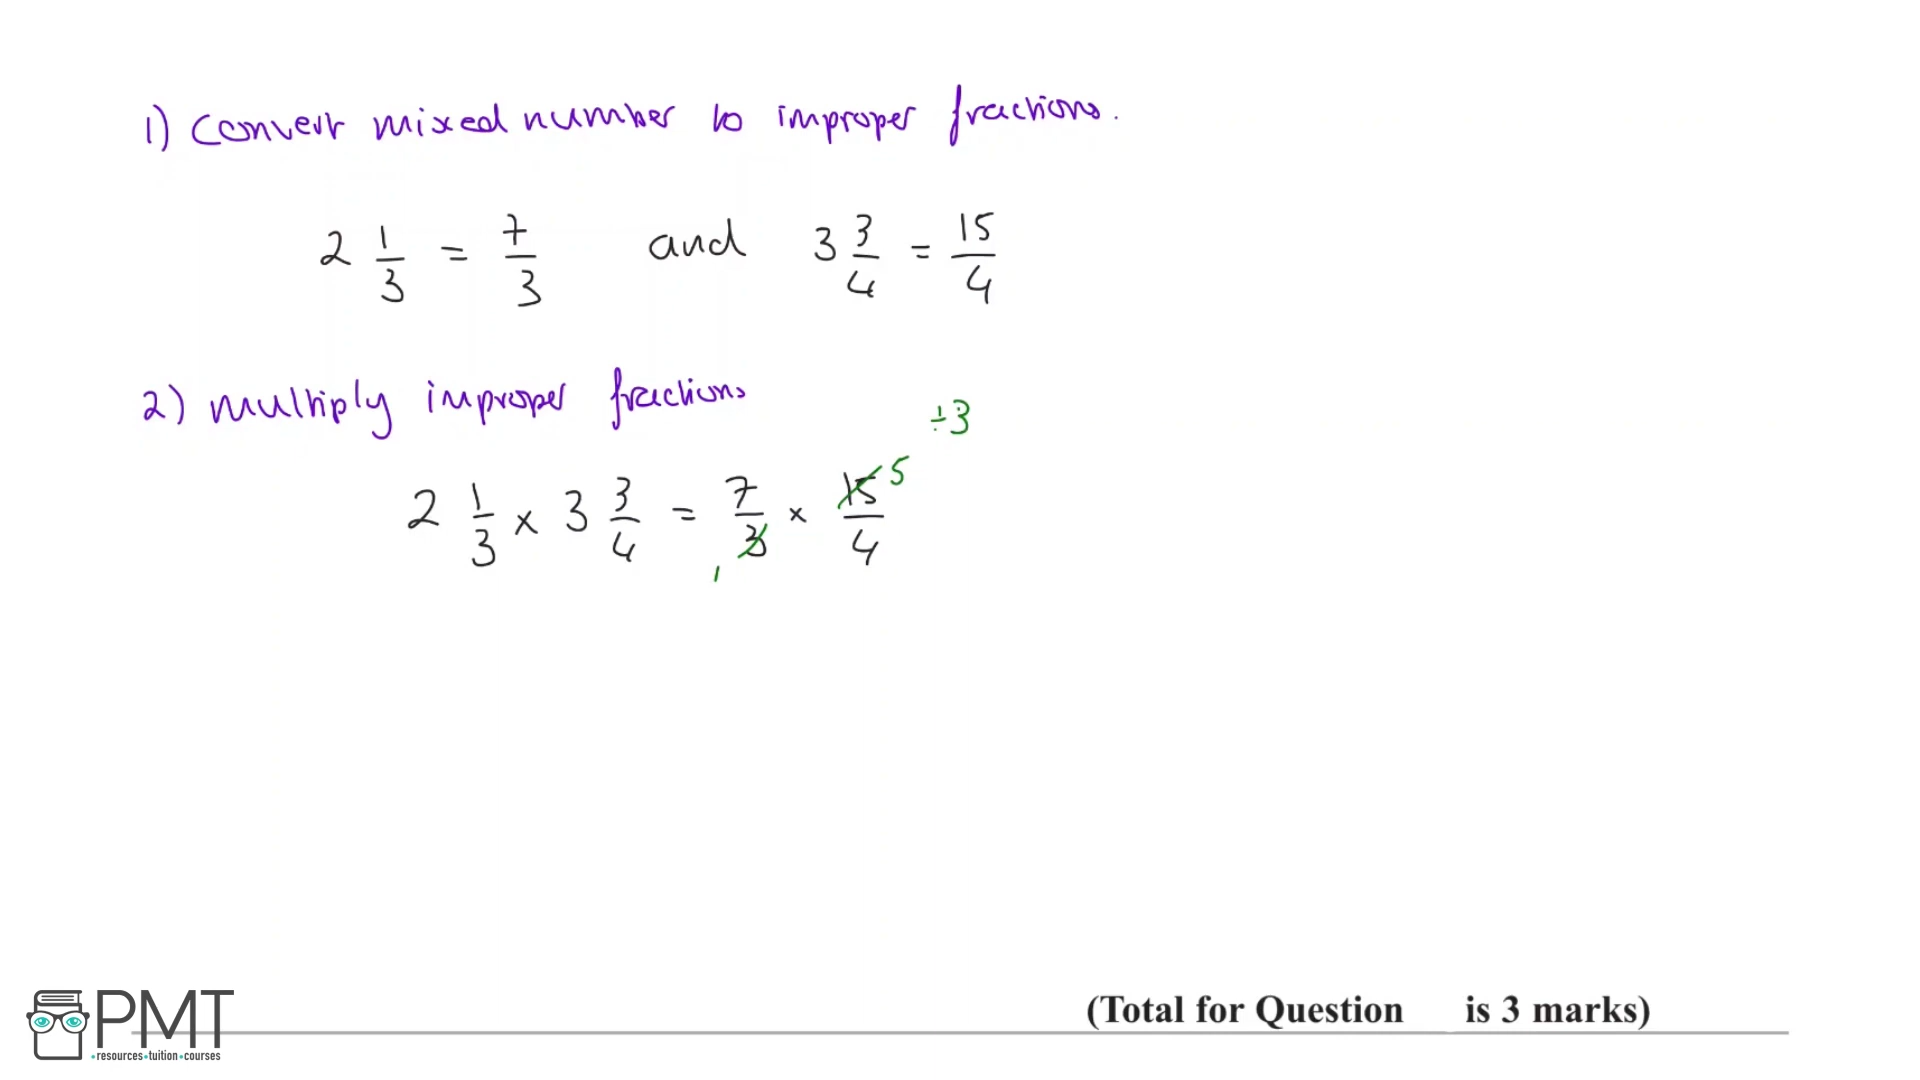 1) Convert mixed number to improper fractions.
2 1/3 = 7/3 and 3 3/4 = 15/4
2) multiply improper fractions
÷3
2 1/3 × 3 3/4 = 7/3 × 15/4 5
1
(Total for Question is 3 marks)
PMT
•resources•tuition•courses